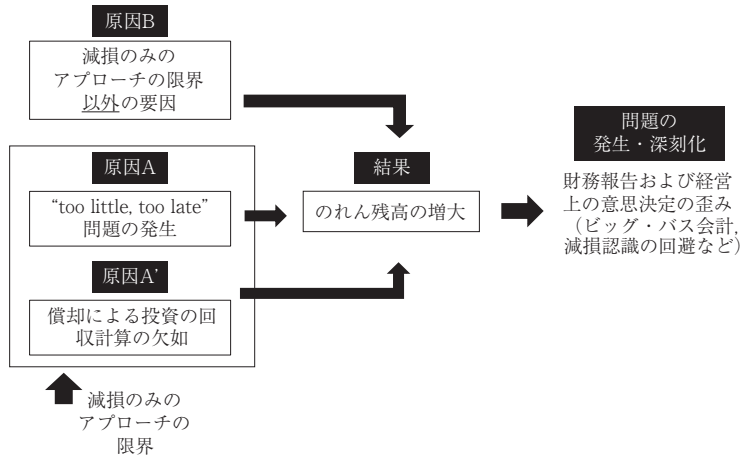 原因B
減損のみの
アプローチの限界
以外の要因
原因A
“too little, too late”
問題の発生
原因A’
償却による投資の回
収計算の欠如
減損のみの
アプローチの
限界
結果
のれん残高の増大
問題の
発生・深刻化
財務報告および経営
上の意思決定の歪み
（ビッグ・バス会計,
減損認識の回避など）